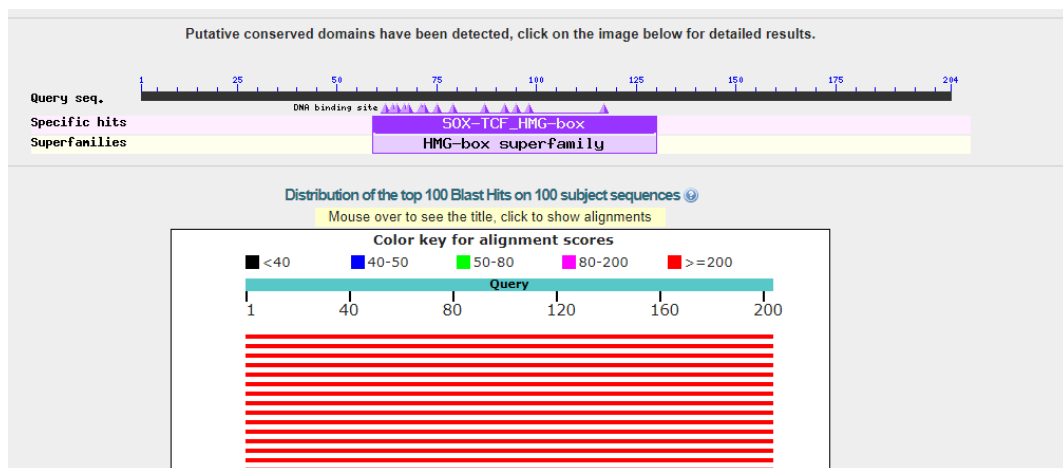 Putative conserved domains have been detected, click on the image below for detailed results.
1 25 50 75 100 125 150 175 204
Query seq.
DNA binding site
Specific hits SOX-TCF_HMG-box
Superfamilies HMG-box superfamily
Distribution of the top 100 Blast Hits on 100 subject sequences ?
Mouse over to see the title, click to show alignments
Color key for alignment scores
<40 40-50 50-80 80-200 >=200
Query
1 40 80 120 160 200